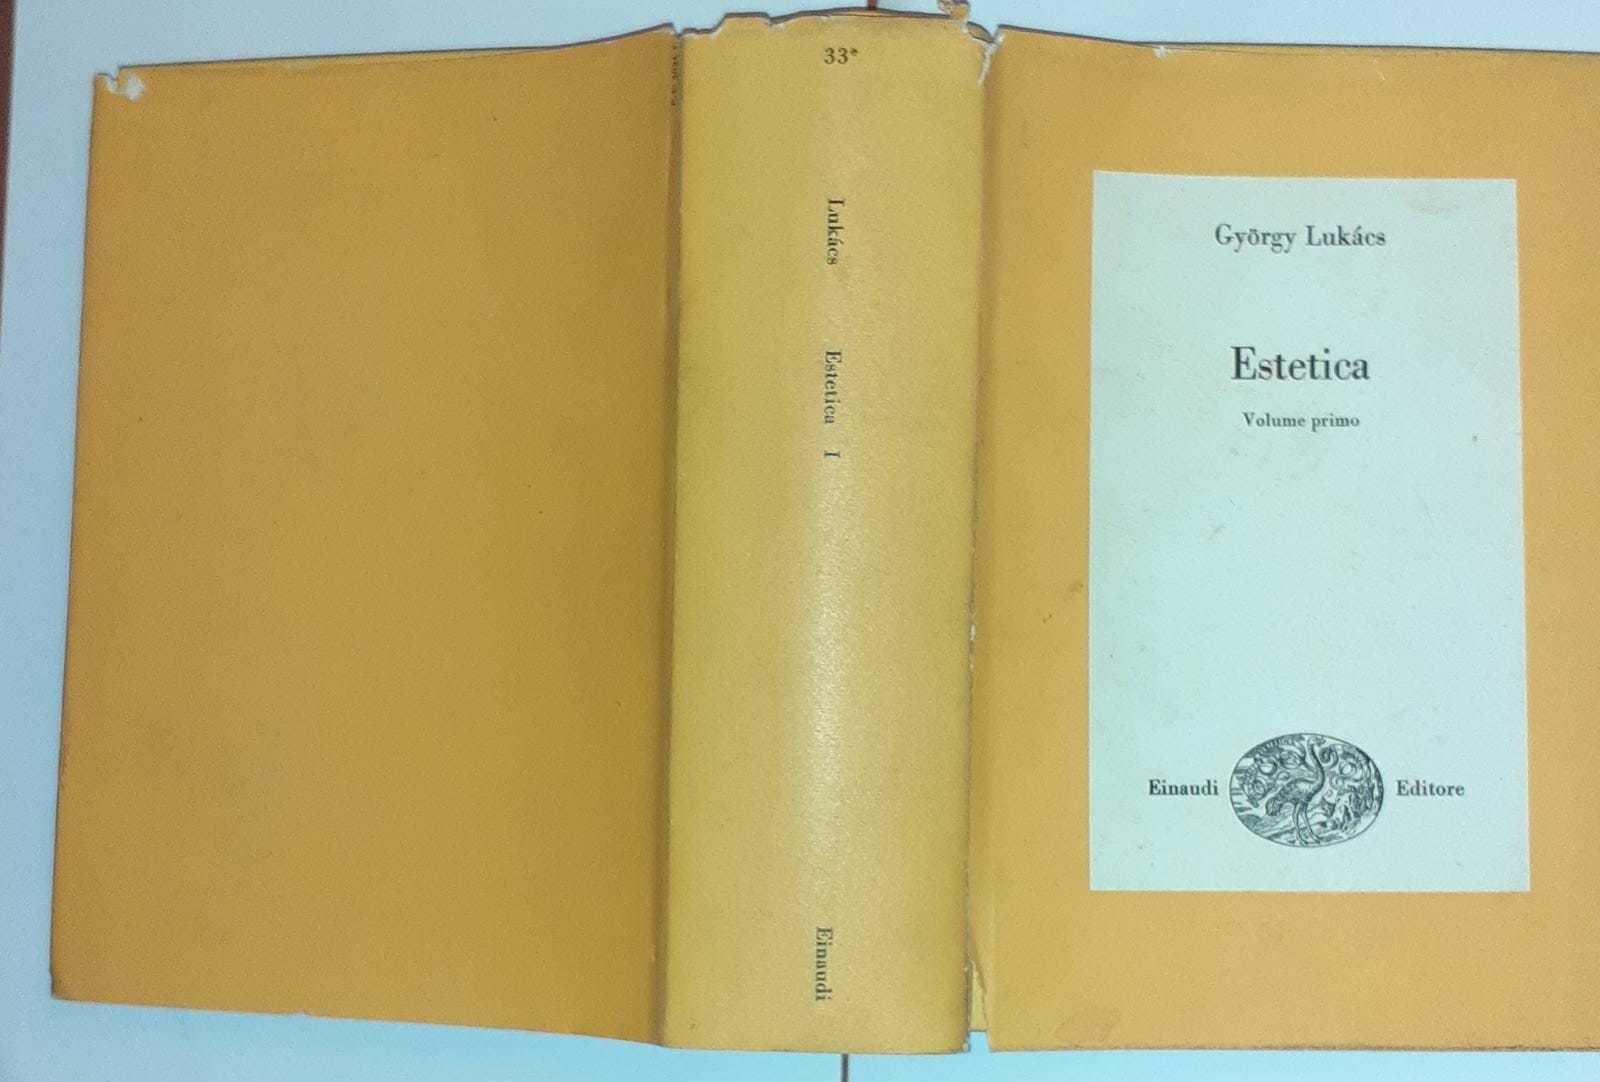 33*
Lukács
Estetica I
Einaudi
György Lukács
Estetica
Volume primo
Einaudi Editore